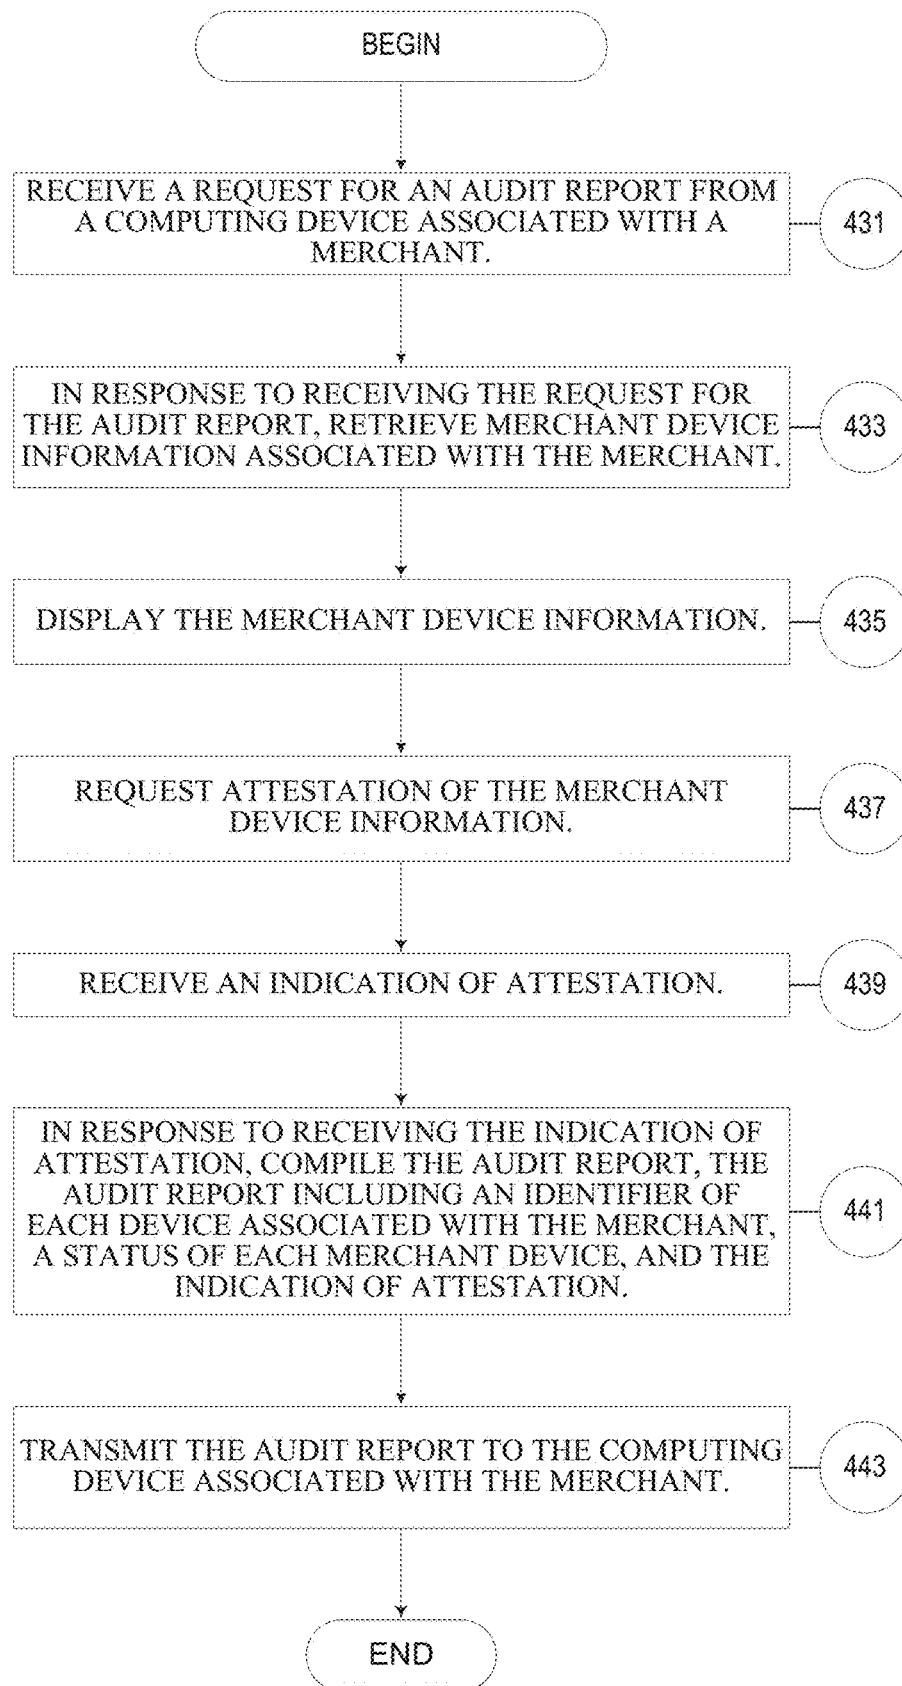 BEGIN
RECEIVE A REQUEST FOR AN AUDIT REPORT FROM
A COMPUTING DEVICE ASSOCIATED WITH A
MERCHANT.
431
IN RESPONSE TO RECEIVING THE REQUEST FOR
THE AUDIT REPORT, RETRIEVE MERCHANT DEVICE
INFORMATION ASSOCIATED WITH THE MERCHANT.
433
DISPLAY THE MERCHANT DEVICE INFORMATION.
435
REQUEST ATTESTATION OF THE MERCHANT
DEVICE INFORMATION.
437
RECEIVE AN INDICATION OF ATTESTATION.
439
IN RESPONSE TO RECEIVING THE INDICATION OF
ATTESTATION, COMPILE THE AUDIT REPORT, THE
AUDIT REPORT INCLUDING AN IDENTIFIER OF
EACH DEVICE ASSOCIATED WITH THE MERCHANT,
A STATUS OF EACH MERCHANT DEVICE, AND THE
INDICATION OF ATTESTATION.
441
TRANSMIT THE AUDIT REPORT TO THE COMPUTING
DEVICE ASSOCIATED WITH THE MERCHANT.
443
END